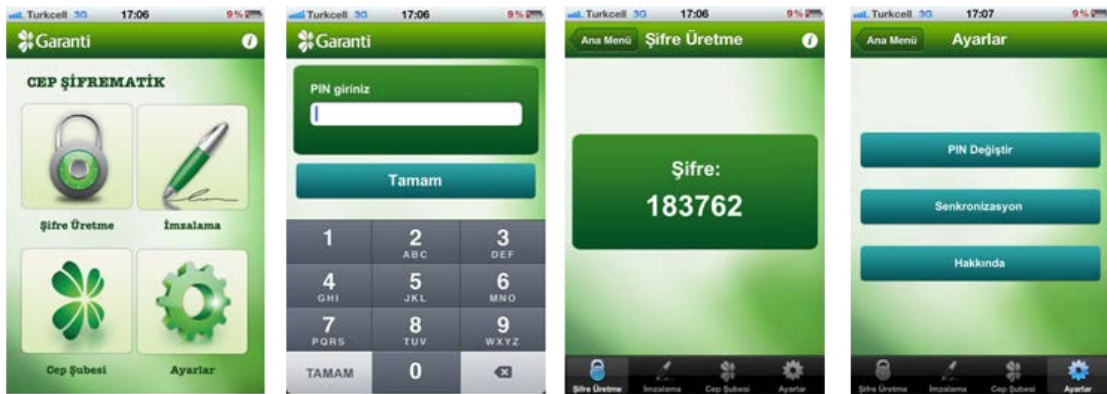 Turkcell 3G 17:06 9%
Garanti
CEP ŞİFREMATİK
Şifre Üretme
İmzalama
Cep Şubesi
Ayarlar
Turkcell 3G 17:06 9%
Garanti
PIN giriniz
Tamam
1
2 ABC
3 DEF
4 GHI
5 JKL
6 MNO
7 PQRS
8 TUV
9 WXYZ
TAMAM
0
Turkcell 3G 17:06 9%
Ana Menü Şifre Üretme
Şifre:
183762
Şifre Üretme İmzalama Cep Şubesi Ayarlar
Turkcell 3G 17:07 9%
Ana Menü Ayarlar
PIN Değiştir
Senkronizasyon
Hakkında
Şifre Üretme İmzalama Cep Şubesi Ayarlar